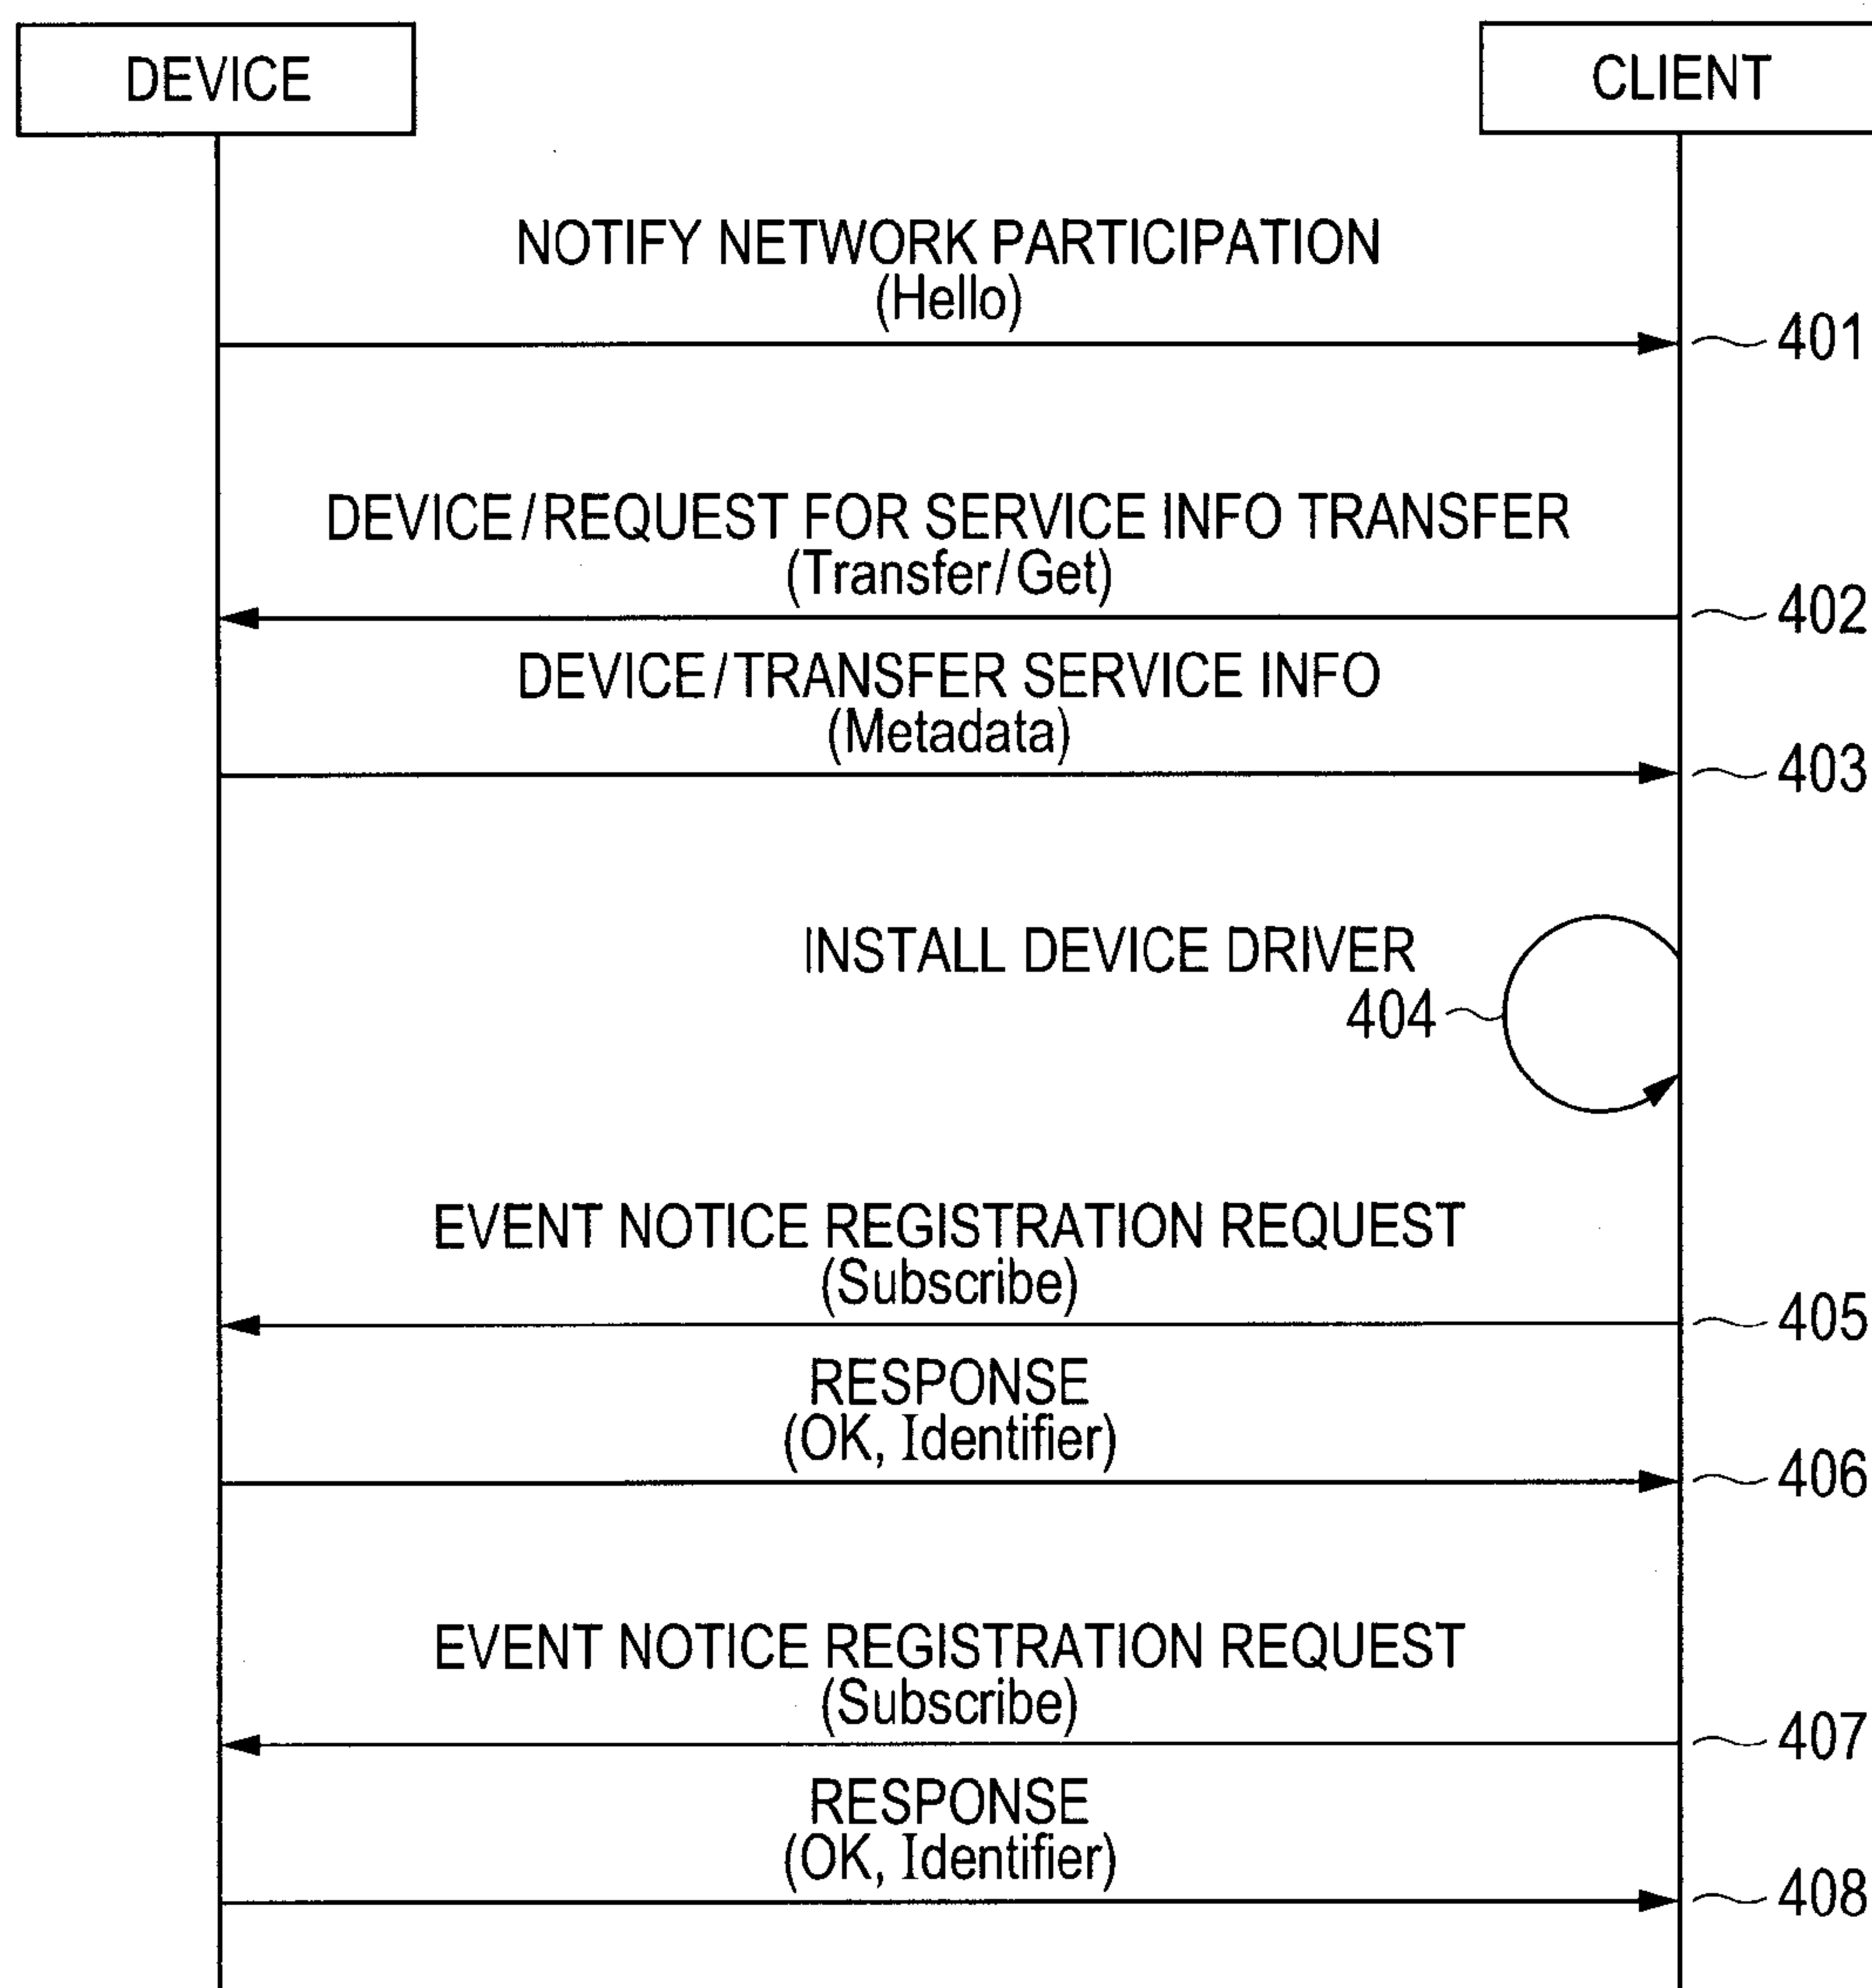 DEVICE
CLIENT
NOTIFY NETWORK PARTICIPATION
(Hello)
401
DEVICE/REQUEST FOR SERVICE INFO TRANSFER
(Transfer/Get)
402
DEVICE/TRANSFER SERVICE INFO
(Metadata)
403
INSTALL DEVICE DRIVER
404
EVENT NOTICE REGISTRATION REQUEST
(Subscribe)
405
RESPONSE
(OK, Identifier)
406
EVENT NOTICE REGISTRATION REQUEST
(Subscribe)
407
RESPONSE
(OK, Identifier)
408